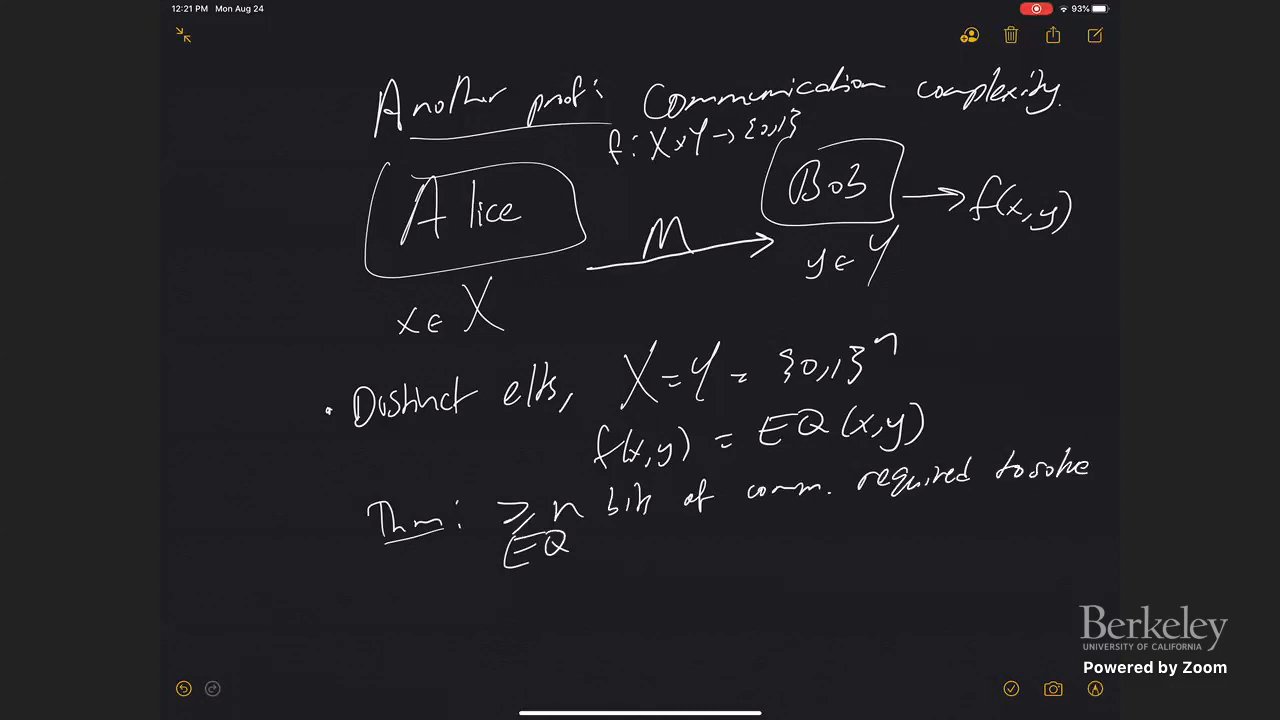 12:21 PM Mon Aug 24
93%
Another proof: Communication complexity.
f: X×Y→{0,1}
Alice
M
Bob
f(x,y)
x∈X
y∈Y
• Distinct elts, X=Y={0,1}ⁿ
f(x,y) = EQ(x,y)
Thm: ≥ n bits of comm. required to solve
EQ
Berkeley
UNIVERSITY OF CALIFORNIA
Powered by Zoom